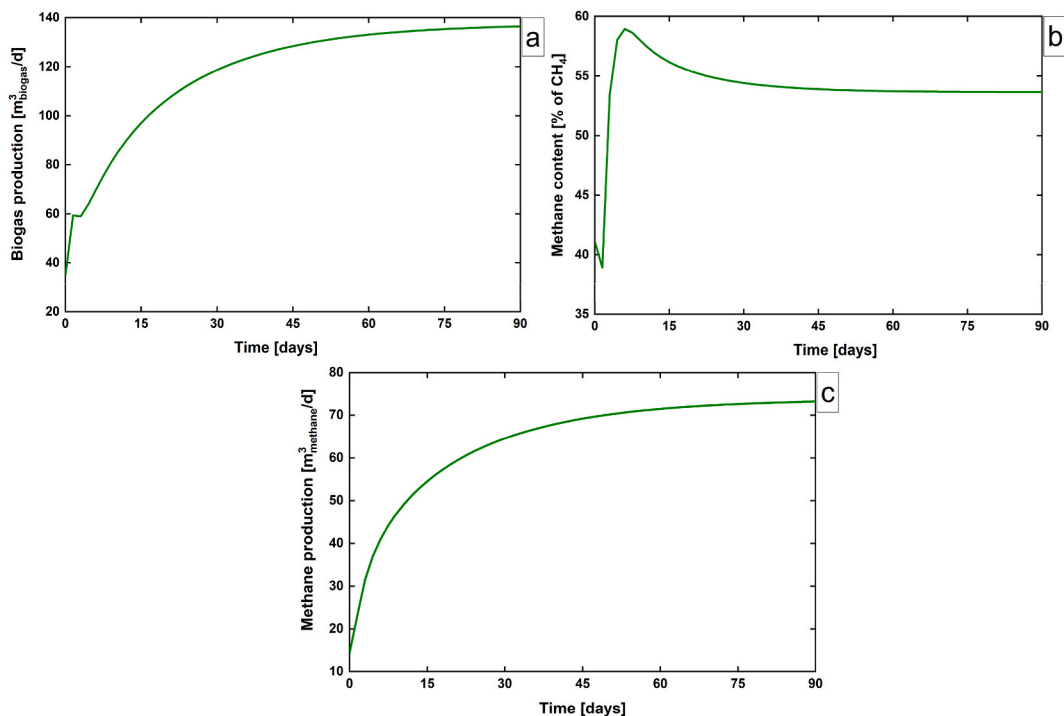 a
Biogas production [m³biogas/d]
140
120
100
80
60
40
20
0 15 30 45 60 75 90
Time [days]
b
Methane content [% of CH₄]
60
55
50
45
40
35
0 15 30 45 60 75 90
Time [days]
c
Methane production [m³methane/d]
80
70
60
50
40
30
20
10
0 15 30 45 60 75 90
Time [days]